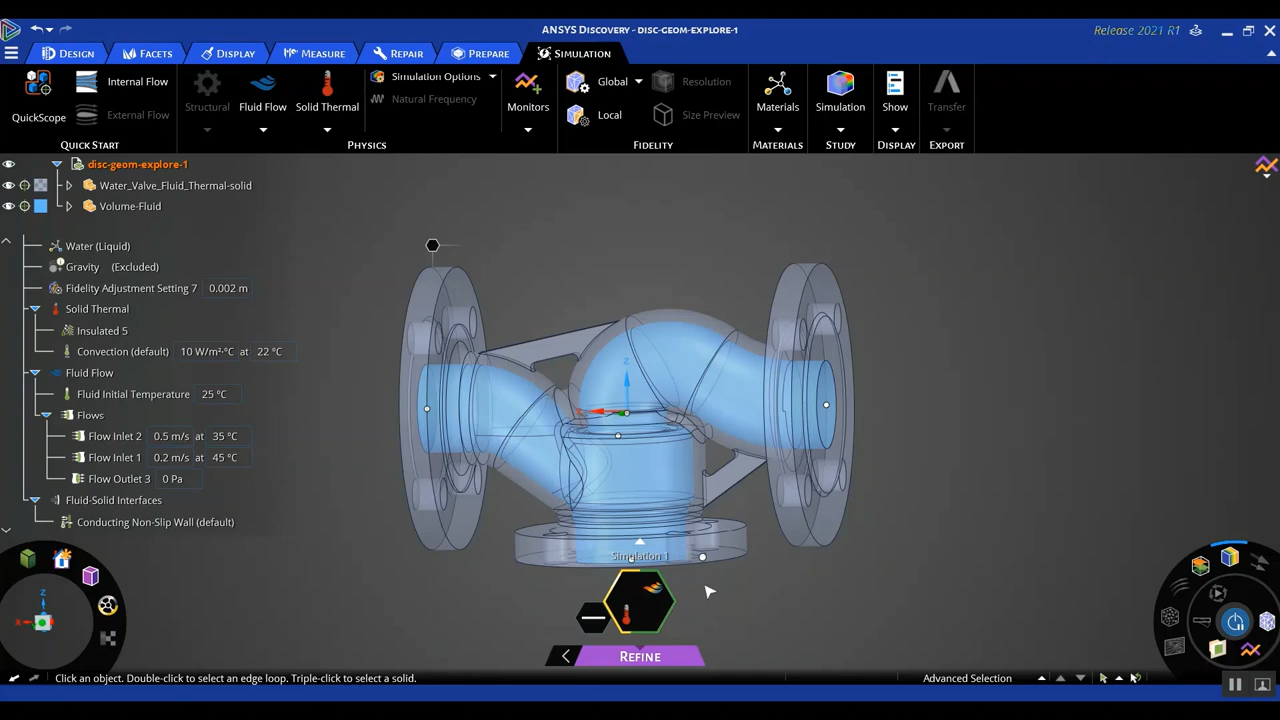 ANSYS Discovery - DISC-GEOM-EXPLORE-1
Release 2021 R1
Design Facets Display Measure Repair Prepare Simulation
QuickScope
Internal Flow
External Flow
Quick Start
Structural
Fluid Flow
Solid Thermal
Simulation Options
Natural Frequency
Physics
Monitors
Global
Local
Resolution
Size Preview
Fidelity
Materials
Materials
Simulation
Study
Show
Display
Transfer
Export
disc-geom-explore-1
Water_Valve_Fluid_Thermal-solid
Volume-Fluid
Water (Liquid)
Gravity (Excluded)
Fidelity Adjustment Setting 7 0.002 m
Solid Thermal
Insulated 5
Convection (default) 10 W/m²·°C at 22 °C
Fluid Flow
Fluid Initial Temperature 25 °C
Flows
Flow Inlet 2 0.5 m/s at 35 °C
Flow Inlet 1 0.2 m/s at 45 °C
Flow Outlet 3 0 Pa
Fluid-Solid Interfaces
Conducting Non-Slip Wall (default)
Z
Simulation 1
Z
X
Refine
Click an object. Double-click to select an edge loop. Triple-click to select a solid.
Advanced Selection